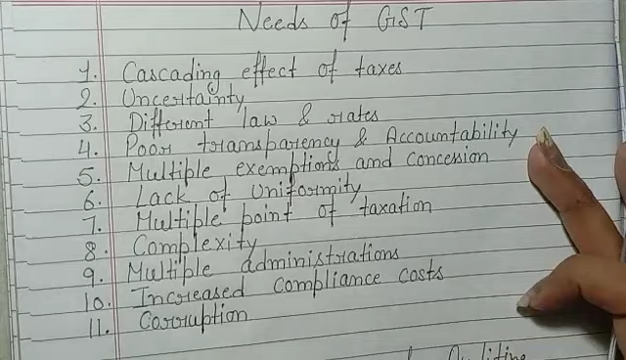 Needs of GST
1. Cascading effect of taxes
2. Uncertainty
3. Different law & rates
4. Poor transparency & Accountability
5. Multiple exemptions and concession
6. Lack of Uniformity
7. Multiple point of taxation
8. Complexity
9. Multiple administrations
10. Increased compliance costs
11. Corruption